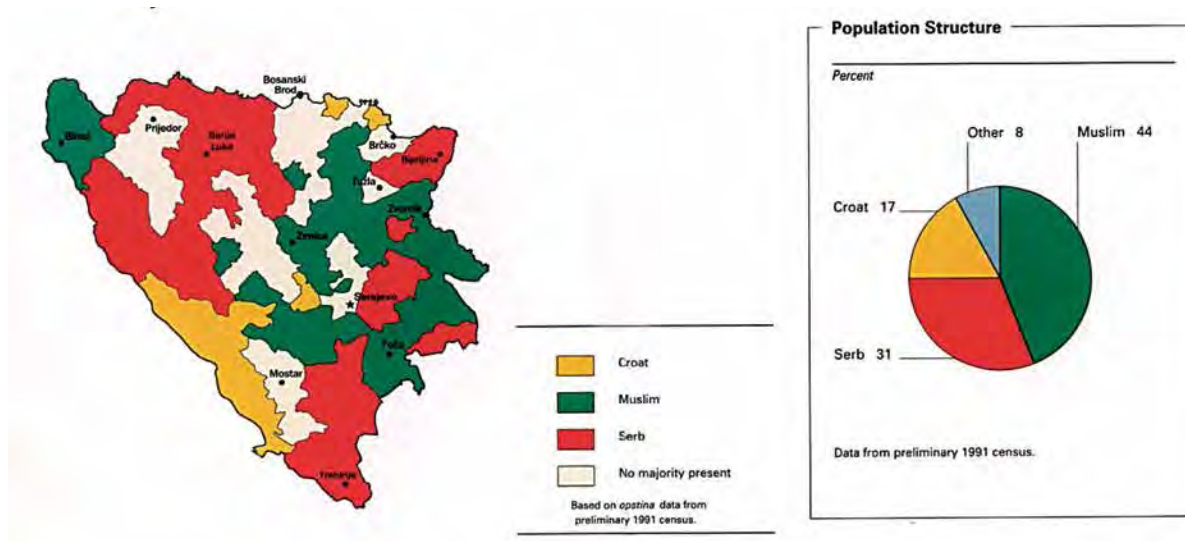 Bosanski
Brod
Prijedor
Banja
Luka
Brčko
Bijeljina
Tuzla
Zvornik
Zenica
Sarajevo
Foča
Mostar
Trebinje
Croat
Muslim
Serb
No majority present
Based on opstina data from
preliminary 1991 census.
Population Structure
Percent
Other 8
Muslim 44
Croat 17
Serb 31
Data from preliminary 1991 census.